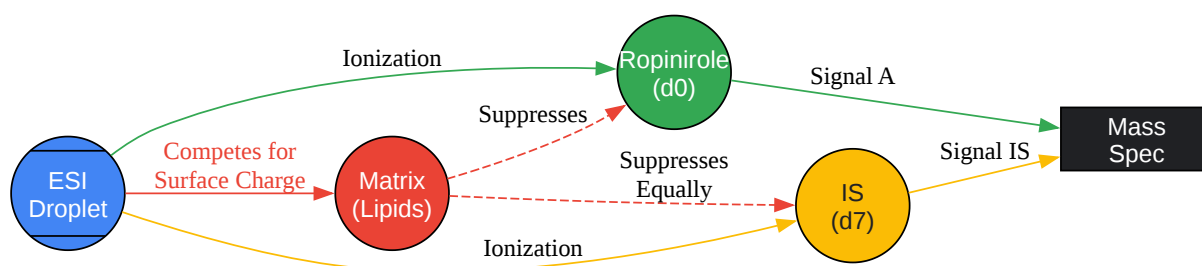 Ionization
Ropinirole
(d0)
Signal A
Suppresses
Mass
Spec
Competes for
Surface Charge
Suppresses
Equally
Signal IS
ESI
Droplet
Matrix
(Lipids)
IS
(d7)
Ionization